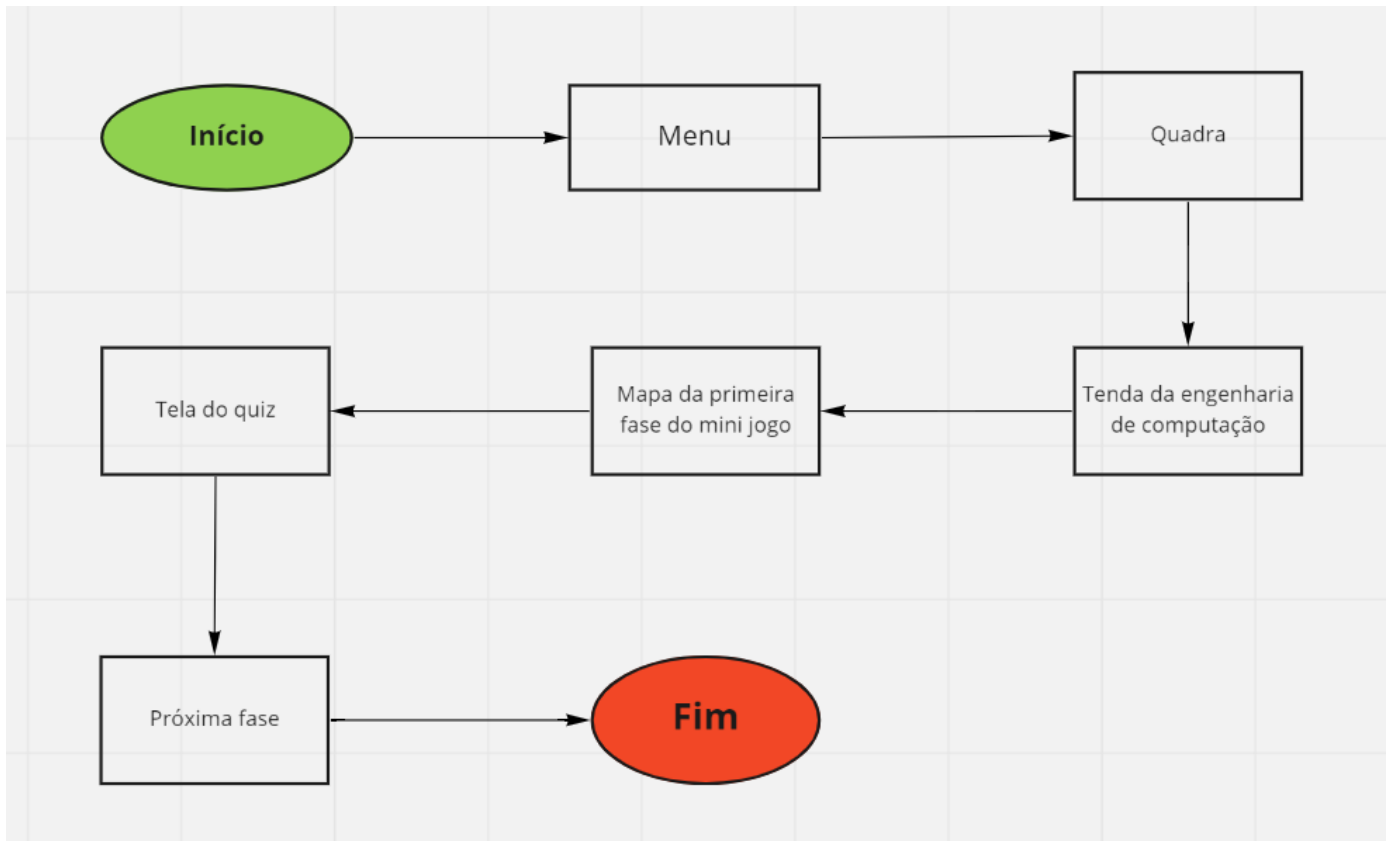 Início
Menu
Quadra
Tenda da engenharia
de computação
Mapa da primeira
fase do mini jogo
Tela do quiz
Próxima fase
Fim